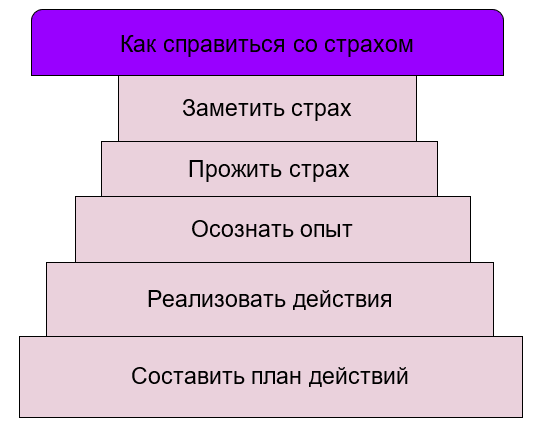 Как справиться со страхом
Заметить страх
Прожить страх
Осознать опыт
Реализовать действия
Составить план действий